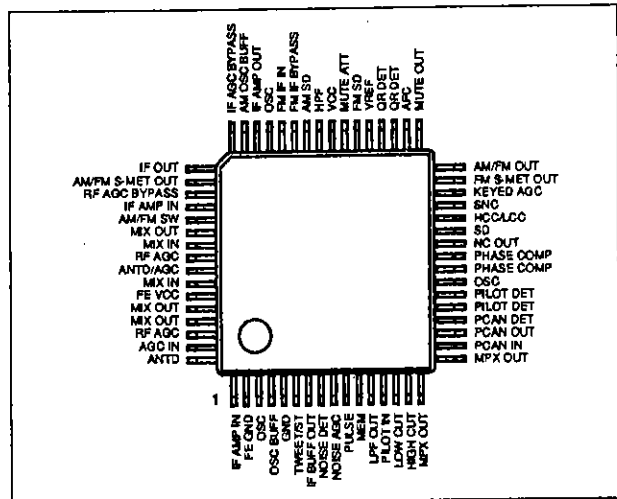 IF AGC BYPASS
AM OSC BUFF
IF AMP OUT
OSC
FM IF IN
FM IF BYPASS
AM SD
HPF
VCC
MUTE ATT
FM SD
VREF
QR DET
QR DET
AFC
MUTE OUT
IF OUT
AM/FM S-MET OUT
RF AGC BYPASS
IF AMP IN
AM/FM SW
MIX OUT
MIX IN
RF AGC
ANTD/AGC
MIX IN
FE VCC
MIX OUT
MIX OUT
RF AGC
AGC IN
ANTD
AM/FM OUT
FM S-MET OUT
KEYED AGC
SNC
HCC/LCC
SD
NC OUT
PHASE COMP
PHASE COMP
OSC
PILOT DET
PILOT DET
PCAN DET
PCAN OUT
PCAN IN
MPX OUT
1
IF AMP IN
FE GND
OSC
OSC BUFF
GND
TWEET/ST
IF BUFF OUT
NOISE DET
NOISE AGC
PULSE
MEM
LPF OUT
PILOT IN
LOW CUT
HIGH CUT
MPX OUT